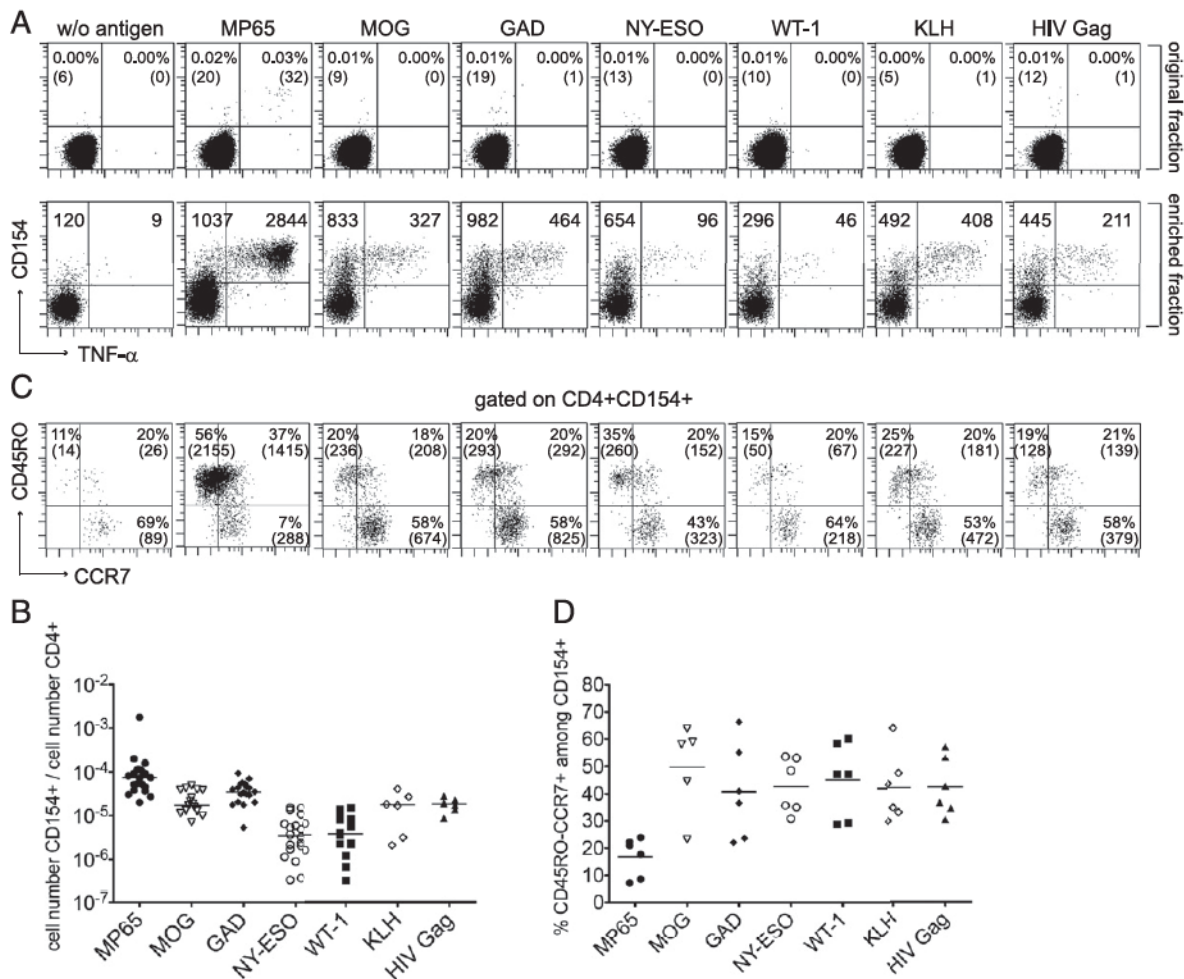 A
w/o antigen MP65 MOG GAD NY-ESO WT-1 KLH HIV Gag
0.00% 0.00% 0.02% 0.03% 0.01% 0.00% 0.01% 0.00% 0.01% 0.00% 0.01% 0.00% 0.00% 0.00% 0.01% 0.00%
(6) (0) (20) (32) (9) (0) (19) (1) (13) (0) (10) (0) (5) (1) (12) (1)
original fraction
120 9 1037 2844 833 327 982 464 654 96 296 46 492 408 445 211
enriched fraction
CD154
TNF-α
C
gated on CD4+CD154+
11% 20% 56% 37% 20% 18% 20% 20% 35% 20% 15% 20% 25% 20% 19% 21%
(14) (26) (2155) (1415) (236) (208) (293) (292) (260) (152) (50) (67) (227) (181) (128) (139)
69% 7% 58% 58% 43% 64% 53% 58%
(89) (288) (674) (825) (323) (218) (472) (379)
CD45RO
CCR7
B
cell number CD154+ / cell number CD4+
10-2
10-3
10-4
10-5
10-6
10-7
MP65 MOG GAD NY-ESO WT-1 KLH HIV Gag
D
% CD45RO-CCR7+ among CD154+
80
70
60
50
40
30
20
10
0
MP65 MOG GAD NY-ESO WT-1 KLH HIV Gag